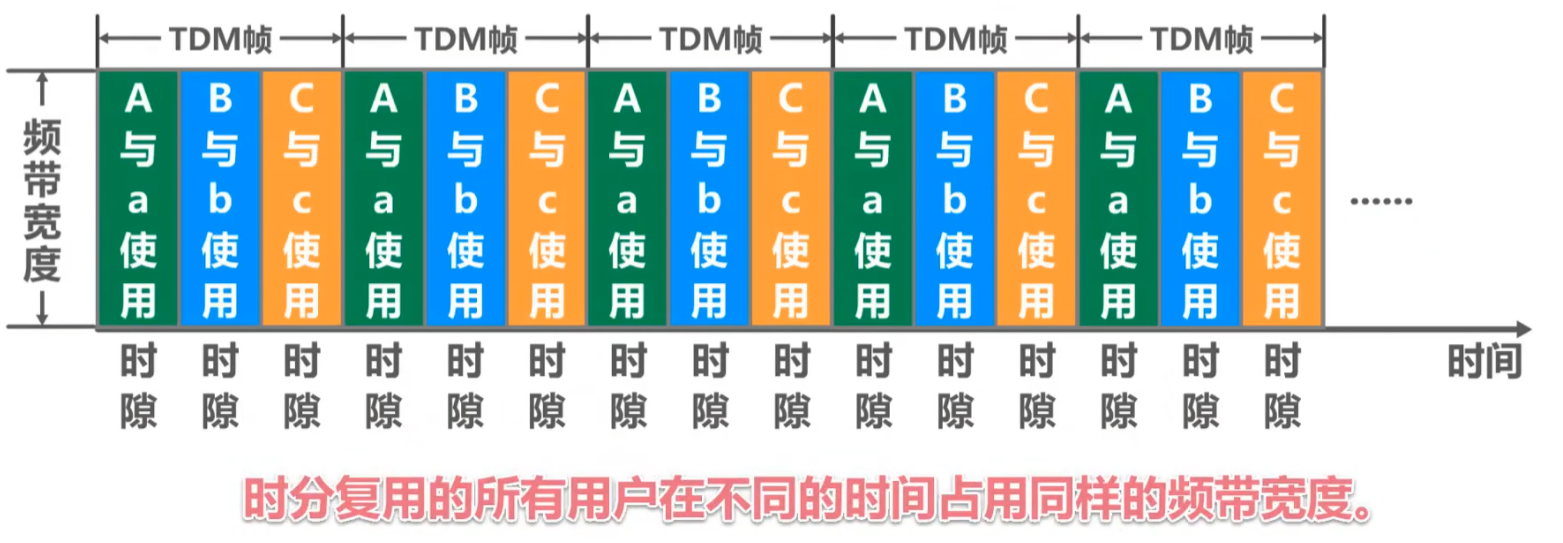 TDM帧 TDM帧 TDM帧 TDM帧 TDM帧
频带宽度
A与a使用 B与b使用 C与c使用 A与a使用 B与b使用 C与c使用 A与a使用 B与b使用 C与c使用 A与a使用 B与b使用 C与c使用 A与a使用 B与b使用 C与c使用
......
时隙 时隙 时隙 时隙 时隙 时隙 时隙 时隙 时隙 时隙 时隙 时隙 时隙 时隙 时隙
时间
时分复用的所有用户在不同的时间占用同样的频带宽度。